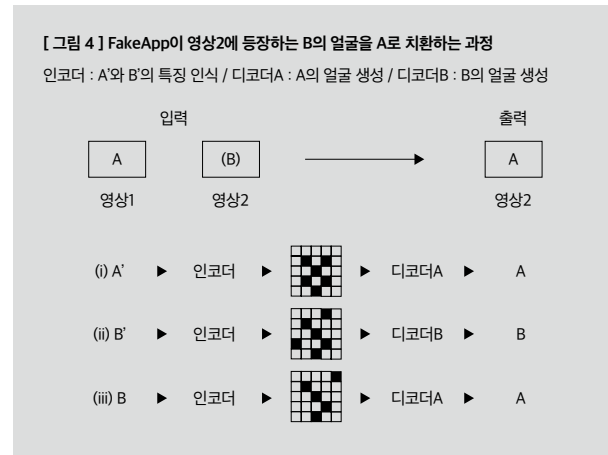 [ 그림 4 ] FakeApp이 영상2에 등장하는 B의 얼굴을 A로 치환하는 과정
인코더 : A’와 B’의 특징 인식 / 디코더A : A의 얼굴 생성 / 디코더B : B의 얼굴 생성
입력 출력
A (B) A
영상1 영상2 영상2
(i) A’ ▶ 인코더 ▶ ▶ 디코더A ▶ A
(ii) B’ ▶ 인코더 ▶ ▶ 디코더B ▶ B
(iii) B ▶ 인코더 ▶ ▶ 디코더A ▶ A